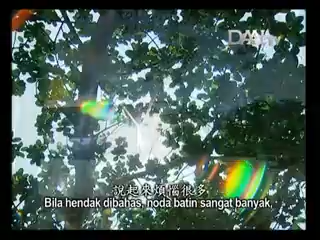 DAAI
說起來煩惱很多
Bila hendak dibahas, noda batin sangat banyak,